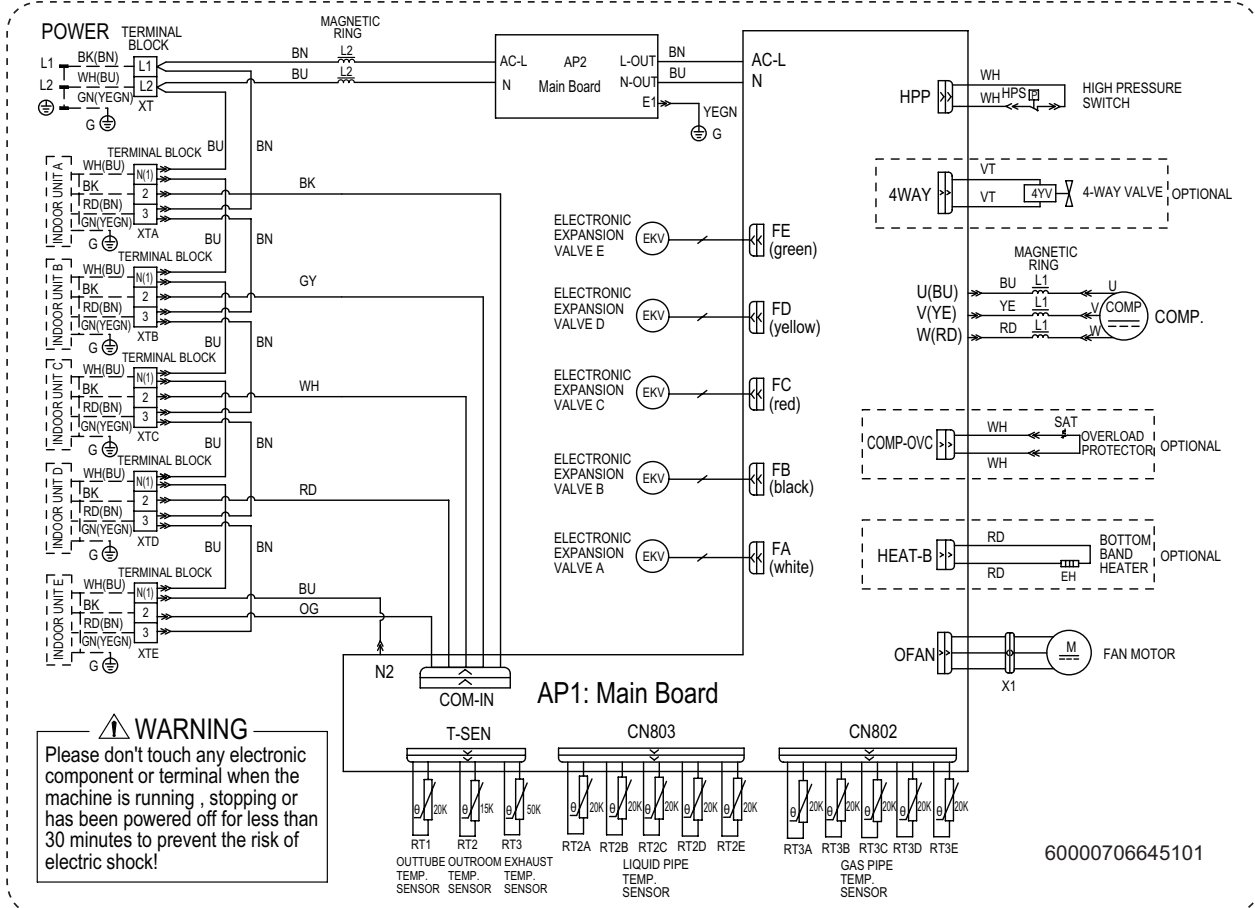 POWER
TERMINAL
BLOCK
L1
BK(BN)
L1
L2
WH(BU)
L2
GN(YEGN)
XT
G
MAGNETIC
RING
BN
L2
BU
L2
AC-L
AP2
L-OUT
N
Main Board
N-OUT
E1
BN
BU
YEGN
G
AC-L
N
BU
BN
INDOOR UNIT A
TERMINAL BLOCK
WH(BU)
N(1)
BK
2
RD(BN)
3
GN(YEGN)
XTA
G
BK
BU
BN
INDOOR UNIT B
TERMINAL BLOCK
WH(BU)
N(1)
BK
2
RD(BN)
3
GN(YEGN)
XTB
G
GY
BU
BN
INDOOR UNIT C
TERMINAL BLOCK
WH(BU)
N(1)
BK
2
RD(BN)
3
GN(YEGN)
XTC
G
WH
BU
BN
INDOOR UNIT D
TERMINAL BLOCK
WH(BU)
N(1)
BK
2
RD(BN)
3
GN(YEGN)
XTD
G
RD
BU
BN
INDOOR UNIT E
TERMINAL BLOCK
WH(BU)
N(1)
BK
2
RD(BN)
3
GN(YEGN)
XTE
G
BU
OG
N2
COM-IN
ELECTRONIC
EXPANSION
VALVE E
EKV
FE
(green)
ELECTRONIC
EXPANSION
VALVE D
EKV
FD
(yellow)
ELECTRONIC
EXPANSION
VALVE C
EKV
FC
(red)
ELECTRONIC
EXPANSION
VALVE B
EKV
FB
(black)
ELECTRONIC
EXPANSION
VALVE A
EKV
FA
(white)
HPP
WH
WH
HPS
P
HIGH PRESSURE
SWITCH
4WAY
VT
VT
4YV
4-WAY VALVE
OPTIONAL
MAGNETIC
RING
U(BU)
BU
L1
U
V(YE)
YE
L1
V
W(RD)
RD
L1
W
COMP
COMP.
COMP-OVC
WH
SAT
WH
OVERLOAD
PROTECTOR
OPTIONAL
HEAT-B
RD
RD
EH
BOTTOM
BAND
HEATER
OPTIONAL
OFAN
X1
M
FAN MOTOR
AP1: Main Board
T-SEN
θ
20K
θ
15K
θ
50K
RT1
RT2
RT3
OUTTUBE
TEMP.
SENSOR
OUTROOM
TEMP.
SENSOR
EXHAUST
TEMP.
SENSOR
CN803
θ
20K
θ
20K
θ
20K
θ
20K
θ
20K
RT2A
RT2B
RT2C
RT2D
RT2E
LIQUID PIPE
TEMP.
SENSOR
CN802
θ
20K
θ
20K
θ
20K
θ
20K
θ
20K
RT3A
RT3B
RT3C
RT3D
RT3E
GAS PIPE
TEMP.
SENSOR
WARNING
Please don't touch any electronic
component or terminal when the
machine is running , stopping or
has been powered off for less than
30 minutes to prevent the risk of
electric shock!
60000706645101